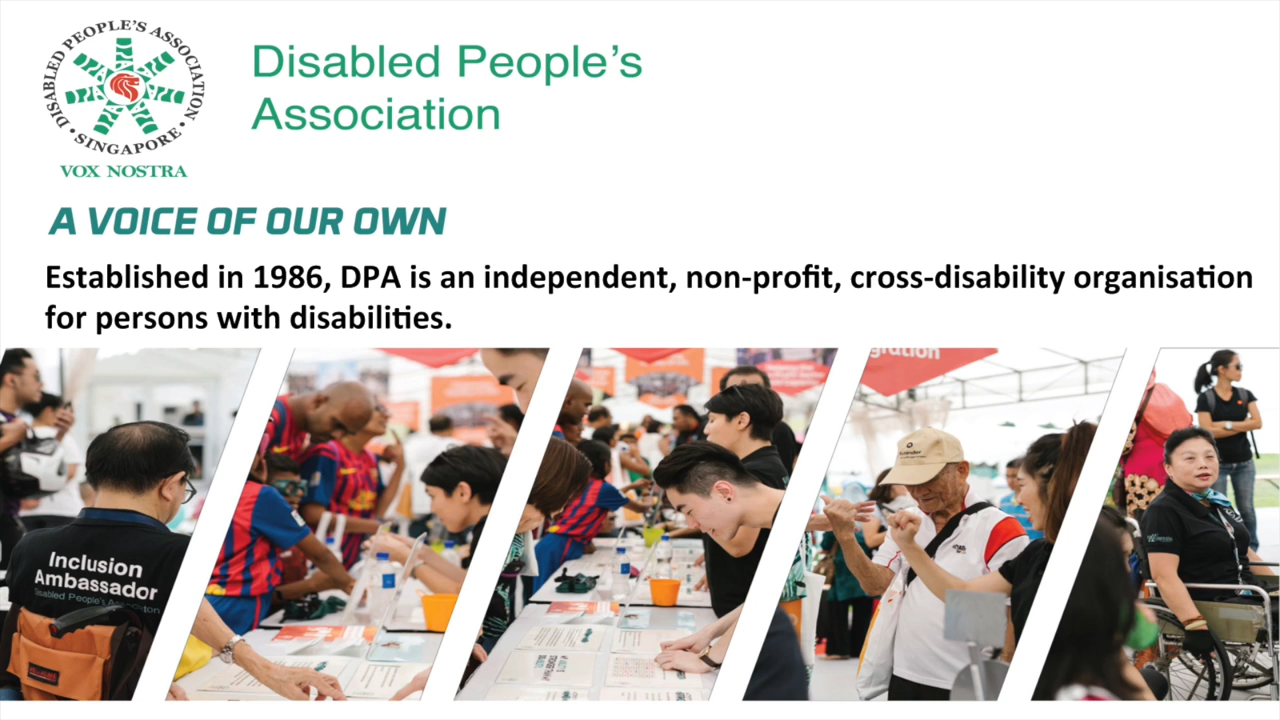 DISABLED PEOPLE'S ASSOCIATION
DPA
• SINGAPORE •
VOX NOSTRA
Disabled People's
Association
A VOICE OF OUR OWN
Established in 1986, DPA is an independent, non-profit, cross-disability organisation
for persons with disabilities.
Inclusion
Ambassador
Disabled People's Association